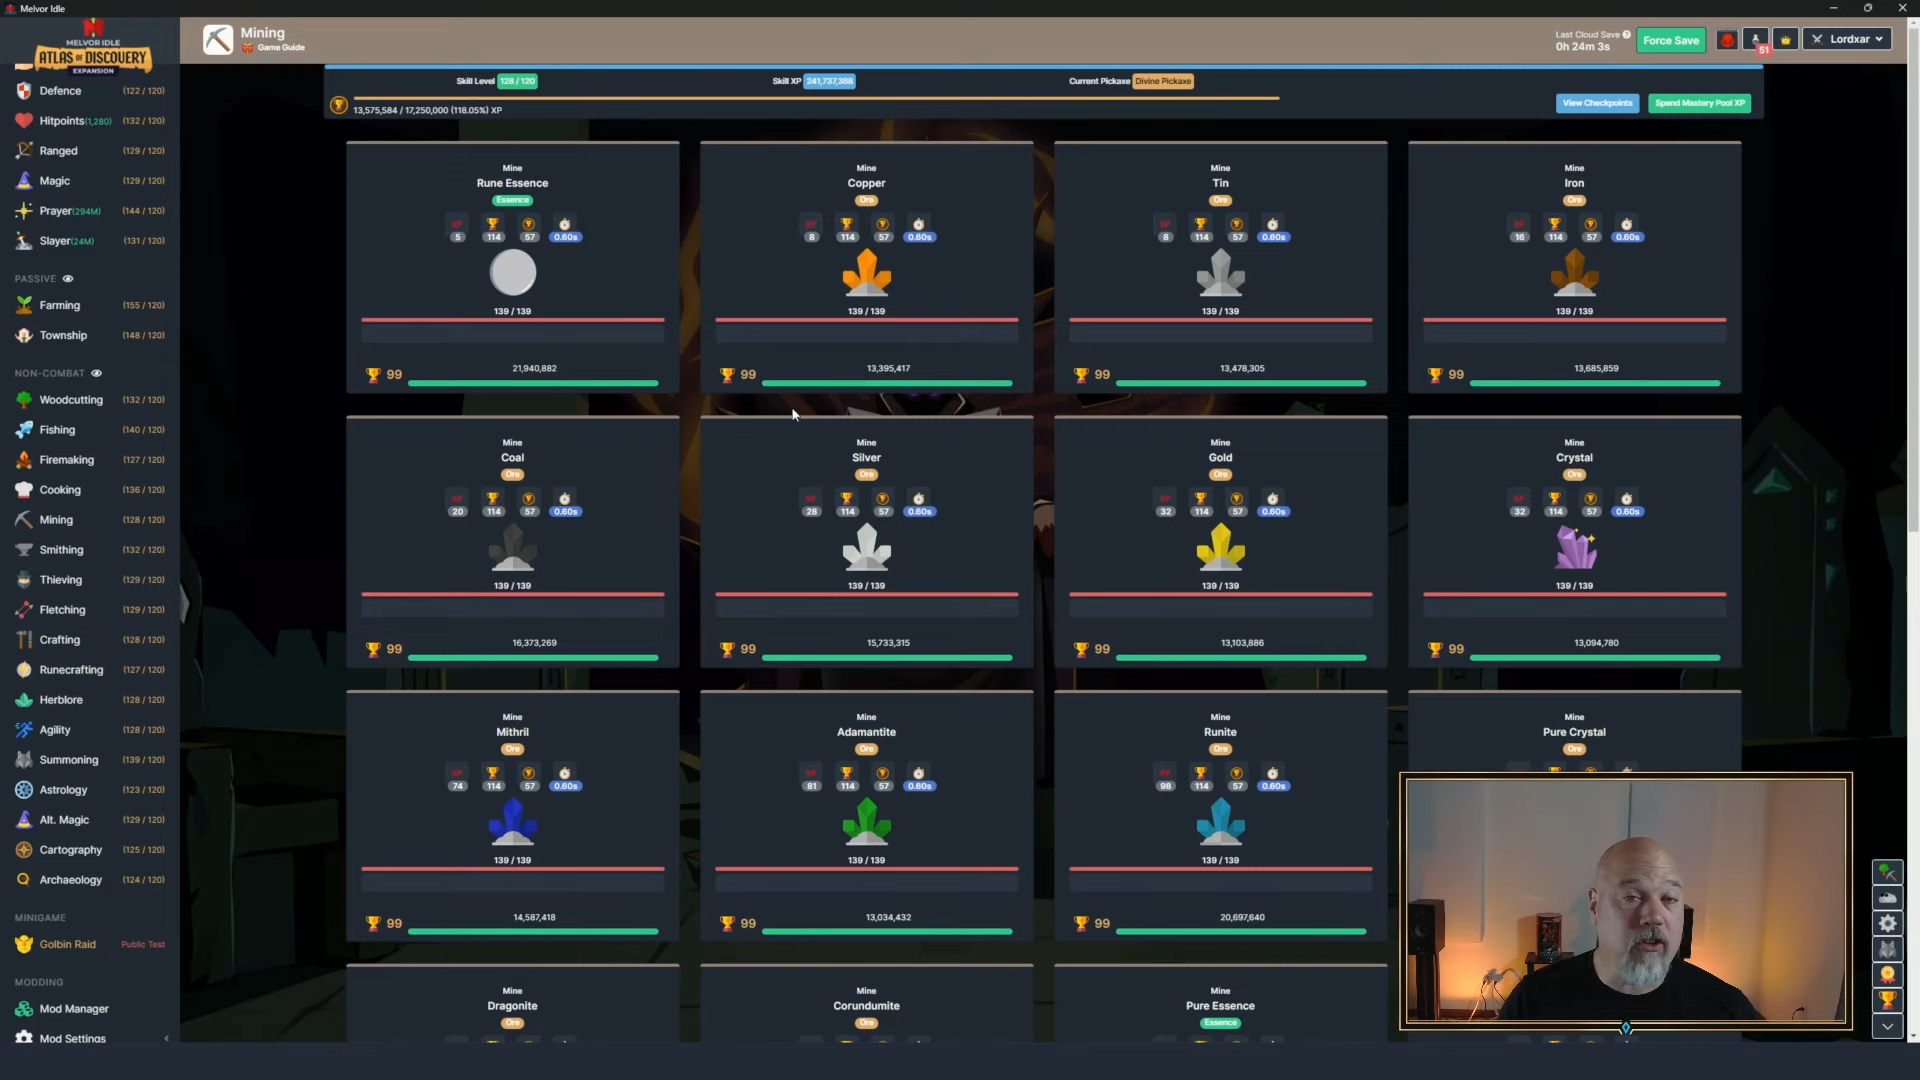 Melvor Idle
MELVOR IDLE
ATLAS OF DISCOVERY
EXPANSION
Mining
Game Guide
Last Cloud Save
0h 24m 3s
Force Save
51
Lordxar
Skill Level 128 / 120
Skill XP 241,737,388
Current Pickaxe Divine Pickaxe
13,575,584 / 17,250,000 (118.05%) XP
View Checkpoints
Spend Mastery Pool XP
Defence (122 / 120)
Hitpoints(1,280) (132 / 120)
Ranged (129 / 120)
Magic (129 / 120)
Prayer(294M) (144 / 120)
Slayer(24M) (131 / 120)
PASSIVE
Farming (155 / 120)
Township (148 / 120)
NON-COMBAT
Woodcutting (132 / 120)
Fishing (140 / 120)
Firemaking (127 / 120)
Cooking (136 / 120)
Mining (128 / 120)
Smithing (132 / 120)
Thieving (129 / 120)
Fletching (129 / 120)
Crafting (128 / 120)
Runecrafting (127 / 120)
Herblore (128 / 120)
Agility (128 / 120)
Summoning (139 / 120)
Astrology (123 / 120)
Alt. Magic (129 / 120)
Cartography (125 / 120)
Archaeology (124 / 120)
MINIGAME
Golbin Raid Public Test
MODDING
Mod Manager
Mod Settings
Mine
Rune Essence
Essence
XP
5 114 57 0.60s
139 / 139
99 21,940,882
Mine
Copper
Ore
XP
8 114 57 0.60s
139 / 139
99 13,395,417
Mine
Tin
Ore
XP
8 114 57 0.60s
139 / 139
99 13,478,305
Mine
Iron
Ore
XP
16 114 57 0.60s
139 / 139
99 13,685,859
Mine
Coal
Ore
XP
20 114 57 0.60s
139 / 139
99 16,373,269
Mine
Silver
Ore
XP
28 114 57 0.60s
139 / 139
99 15,733,315
Mine
Gold
Ore
XP
32 114 57 0.60s
139 / 139
99 13,103,886
Mine
Crystal
Ore
XP
32 114 57 0.60s
139 / 139
99 13,094,780
Mine
Mithril
Ore
XP
74 114 57 0.60s
139 / 139
99 14,587,418
Mine
Adamantite
Ore
XP
81 114 57 0.60s
139 / 139
99 13,034,432
Mine
Runite
Ore
XP
98 114 57 0.60s
139 / 139
99 20,697,640
Mine
Pure Crystal
Ore
Mine
Dragonite
Ore
Mine
Corundumite
Ore
Mine
Pure Essence
Essence